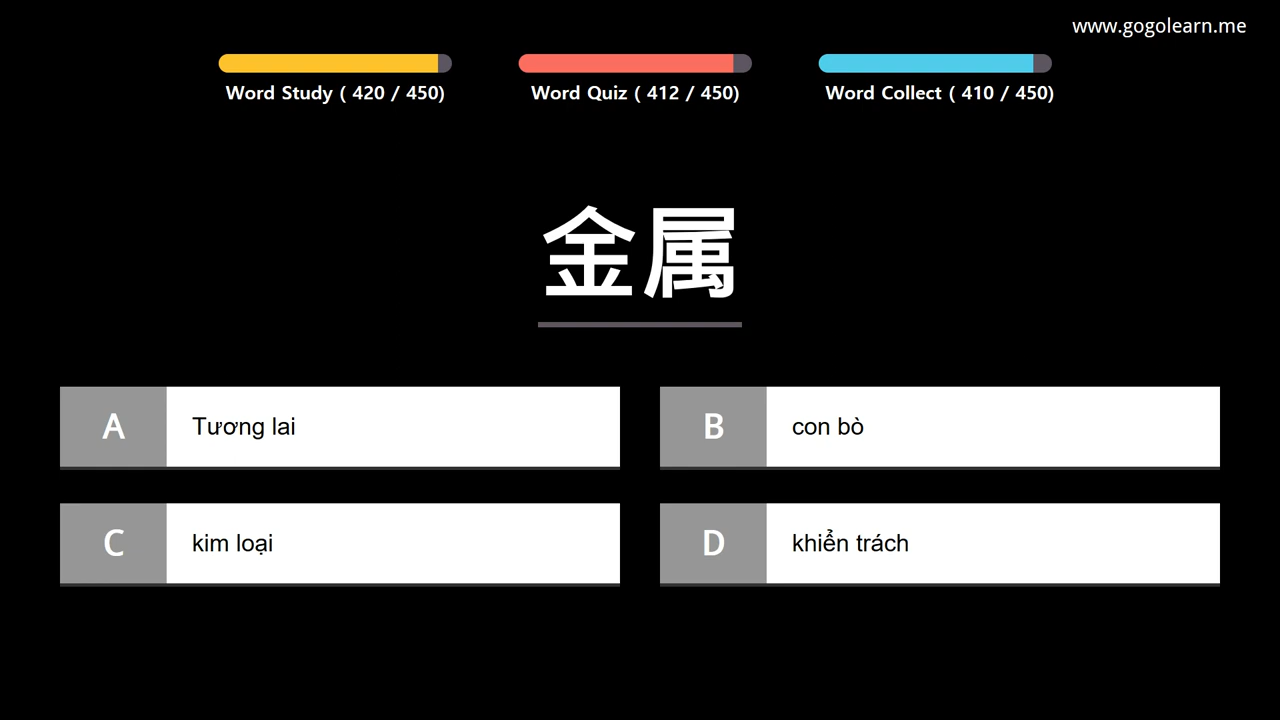 www.gogolearn.me
Word Study ( 420 / 450)
Word Quiz ( 412 / 450)
Word Collect ( 410 / 450)
金属
A Tương lai
B con bò
C kim loại
D khiển trách